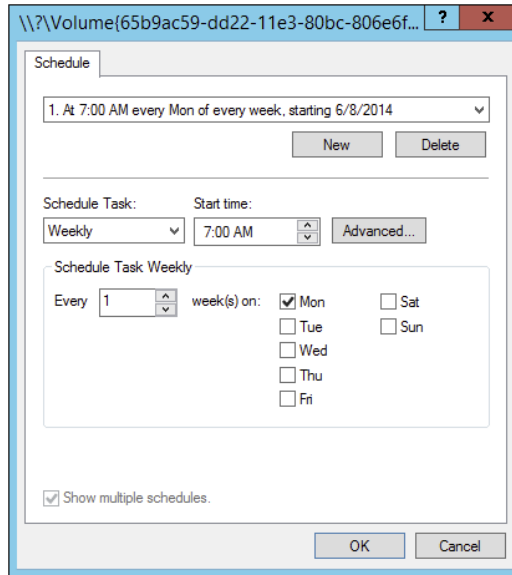 \\?\Volume{65b9ac59-dd22-11e3-80bc-806e6f... ? x
Schedule
1. At 7:00 AM every Mon of every week, starting 6/8/2014
New Delete
Schedule Task: Start time:
Weekly 7:00 AM Advanced...
Schedule Task Weekly
Every 1 week(s) on: Mon Sat
Tue Sun
Wed
Thu
Fri
Show multiple schedules.
OK Cancel